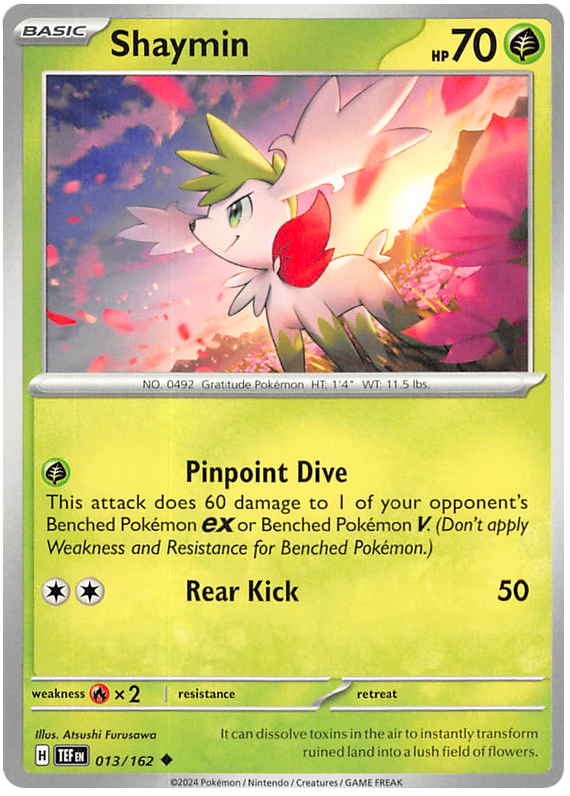 BASIC
Shaymin
HP 70
NO. 0492 Gratitude Pokémon HT: 1'4" WT: 11.5 lbs.
Pinpoint Dive
This attack does 60 damage to 1 of your opponent's
Benched Pokémon ex or Benched Pokémon V. (Don't apply
Weakness and Resistance for Benched Pokémon.)
Rear Kick 50
weakness ×2 resistance retreat
Illus. Atsushi Furusawa
It can dissolve toxins in the air to instantly transform
ruined land into a lush field of flowers.
H TEF EN 013/162
©2024 Pokémon / Nintendo / Creatures / GAME FREAK